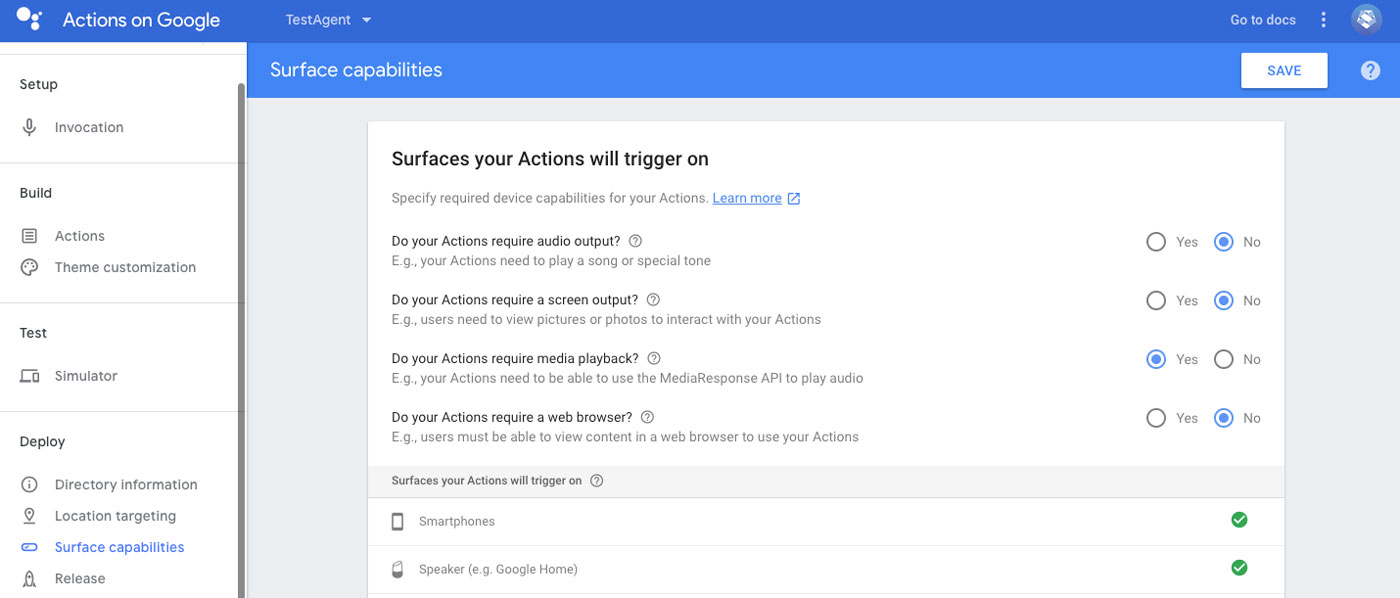 Actions on Google
TestAgent
Go to docs
Surface capabilities
SAVE
Setup
Invocation
Build
Actions
Theme customization
Test
Simulator
Deploy
Directory information
Location targeting
Surface capabilities
Release
Surfaces your Actions will trigger on
Specify required device capabilities for your Actions. Learn more
Do your Actions require audio output?
Yes No
E.g., your Actions need to play a song or special tone
Do your Actions require a screen output?
Yes No
E.g., users need to view pictures or photos to interact with your Actions
Do your Actions require media playback?
Yes No
E.g., your Actions need to be able to use the MediaResponse API to play audio
Do your Actions require a web browser?
Yes No
E.g., users must be able to view content in a web browser to use your Actions
Surfaces your Actions will trigger on
Smartphones
Speaker (e.g. Google Home)